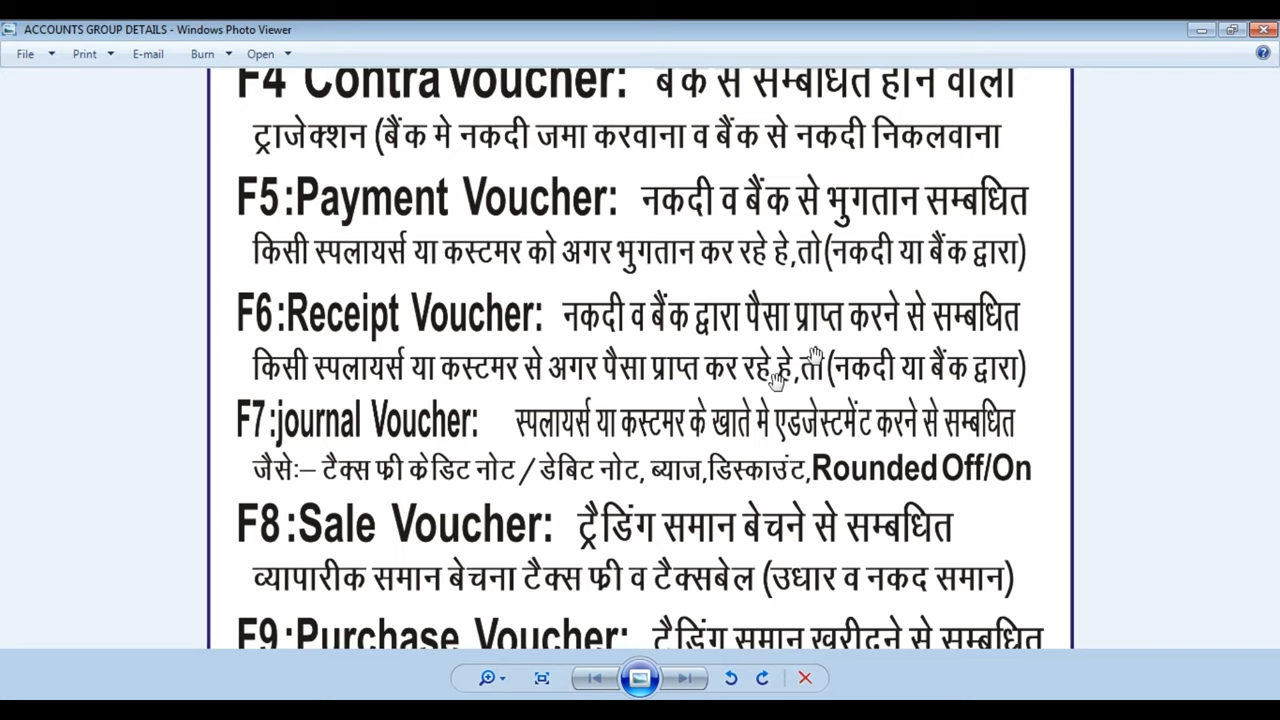 ACCOUNTS GROUP DETAILS - Windows Photo Viewer
File Print E-mail Burn Open
F4 Contra Voucher: बैंक से सम्बधित होने वाली
ट्राजेक्शन (बैंक मे नकदी जमा करवाना व बैंक से नकदी निकलवाना
F5:Payment Voucher: नकदी व बैंक से भुगतान सम्बधित
किसी स्पलायर्स या कस्टमर को अगर भुगतान कर रहे हे,तो(नकदी या बैंक द्वारा)
F6:Receipt Voucher: नकदी व बैंक द्वारा पैसा प्राप्त करने से सम्बधित
किसी स्पलायर्स या कस्टमर से अगर पैसा प्राप्त कर रहे हे,तो(नकदी या बैंक द्वारा)
F7:journal Voucher: स्पलायर्स या कस्टमर के खाते मे एडजेस्टमेंट करने से सम्बधित
जैसे:– टैक्स फी केडिट नोट/डेबिट नोट, ब्याज,डिस्काउंट,Rounded Off/On
F8:Sale Voucher: ट्रैडिंग समान बेचने से सम्बधित
व्यापारीक समान बेचना टैक्स फी व टैक्सबेल (उधार व नकद समान)
F9:Purchase Voucher: ट्रैडिंग समान खरीदने से सम्बधित